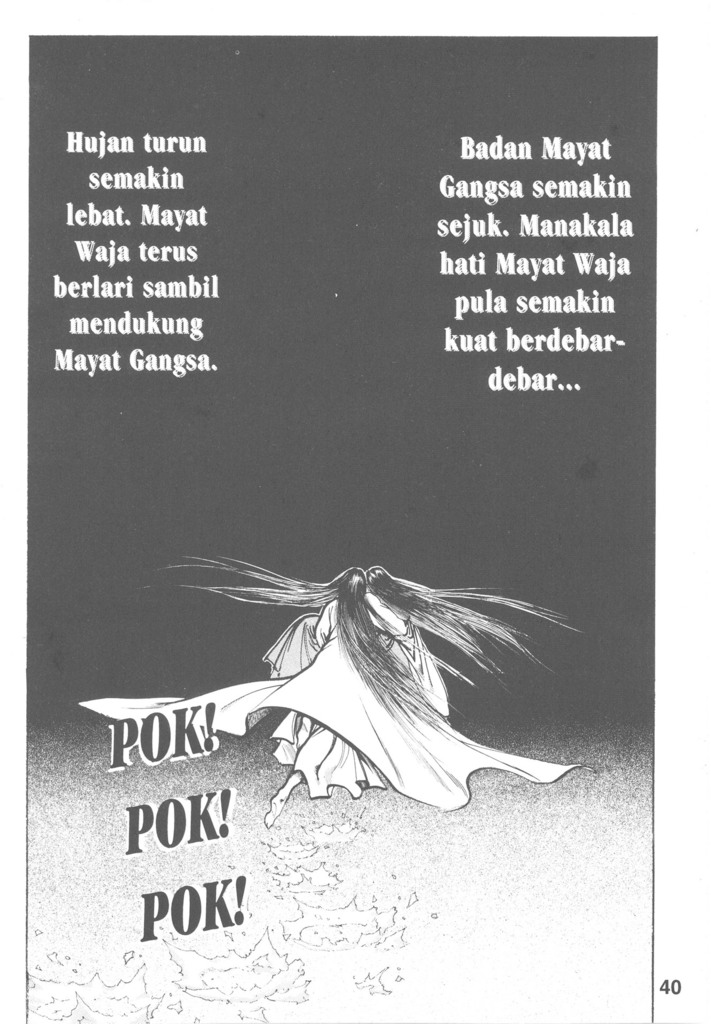 Hujan turun
semakin
lebat. Mayat
Waja terus
berlari sambil
mendukung
Mayat Gangsa.
Badan Mayat
Gangsa semakin
sejuk. Manakala
hati Mayat Waja
pula semakin
kuat berdebar-
debar...
POK!
POK!
POK!
40